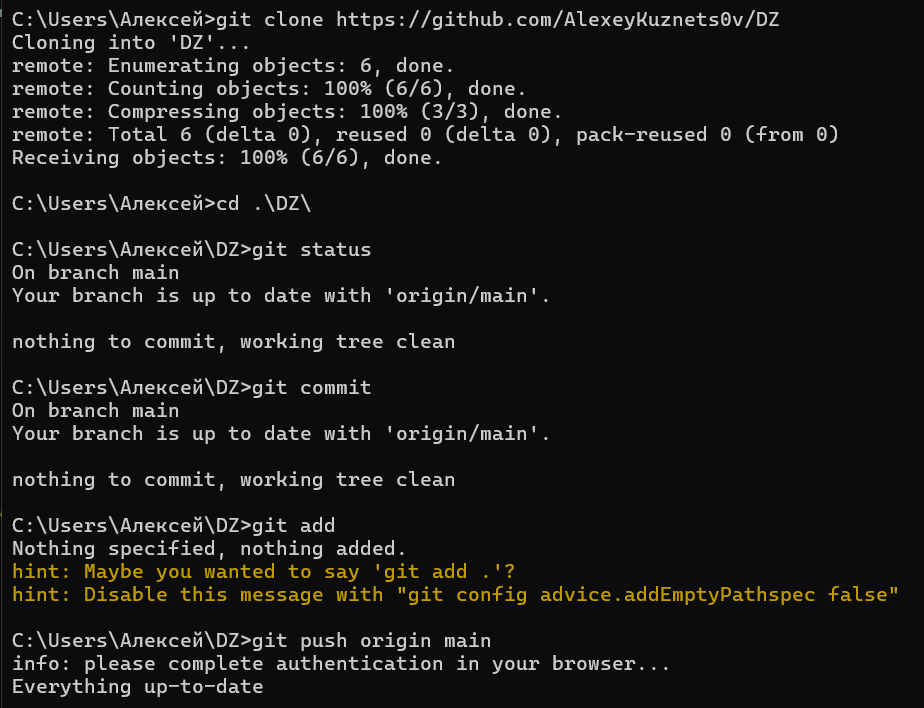 C:\Users\Алексей>git clone https://github.com/AlexeyKuznets0v/DZ
Cloning into 'DZ'...
remote: Enumerating objects: 6, done.
remote: Counting objects: 100% (6/6), done.
remote: Compressing objects: 100% (3/3), done.
remote: Total 6 (delta 0), reused 0 (delta 0), pack-reused 0 (from 0)
Receiving objects: 100% (6/6), done.
C:\Users\Алексей>cd .\DZ\
C:\Users\Алексей\DZ>git status
On branch main
Your branch is up to date with 'origin/main'.
nothing to commit, working tree clean
C:\Users\Алексей\DZ>git commit
On branch main
Your branch is up to date with 'origin/main'.
nothing to commit, working tree clean
C:\Users\Алексей\DZ>git add
Nothing specified, nothing added.
hint: Maybe you wanted to say 'git add .'?
hint: Disable this message with "git config advice.addEmptyPathspec false"
C:\Users\Алексей\DZ>git push origin main
info: please complete authentication in your browser...
Everything up-to-date